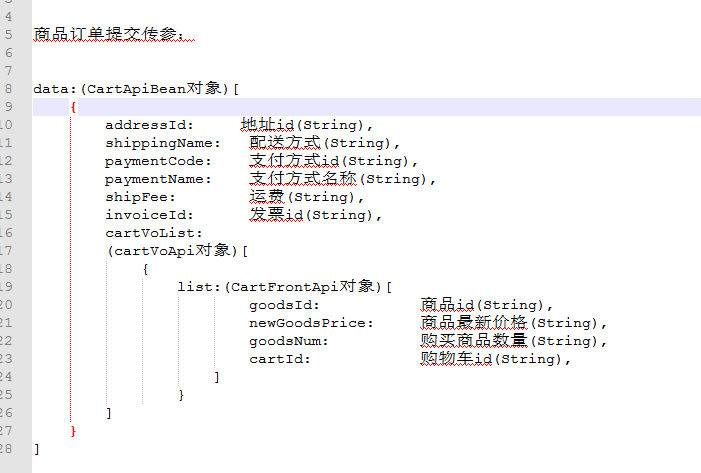 4
5 商品订单提交传参:
6
7
8 data:(CartApiBean对象)[
9 {
10 addressId: 地址id(String),
11 shippingName: 配送方式(String),
12 paymentCode: 支付方式id(String),
13 paymentName: 支付方式名称(String),
14 shipFee: 运费(String),
15 invoiceId: 发票id(String),
16 cartVoList:
17 (cartVoApi对象)[
18 {
19 list:(CartFrontApi对象)[
20 goodsId: 商品id(String),
21 newGoodsPrice: 商品最新价格(String),
22 goodsNum: 购买商品数量(String),
23 cartId: 购物车id(String),
24 ]
25 }
26 ]
27 }
28 ]